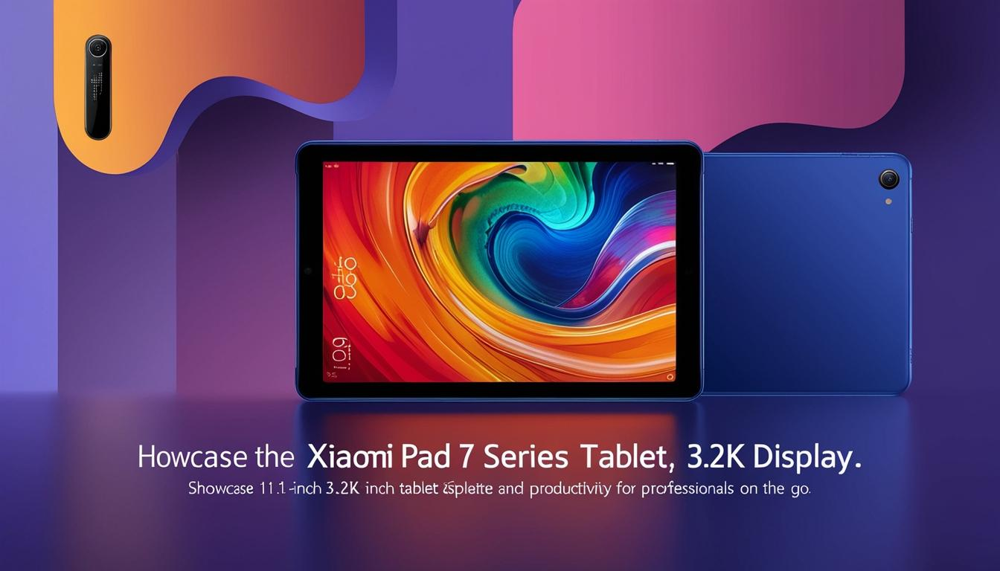 Howcase the Xiaomi Pad 7 Series Tablet, 3.2K Display.
Showcase 11.1-inch 3.2K inch tablet and productiviy for professionals on the go.